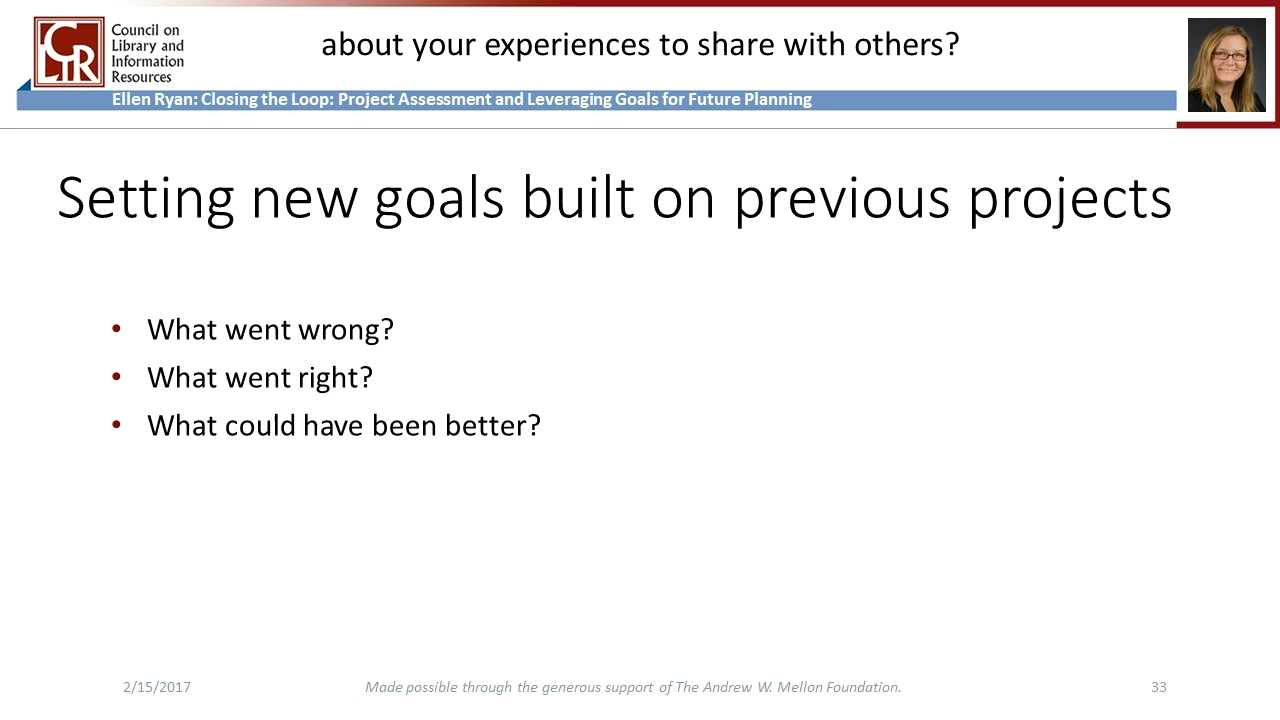 CLIR
Council on
Library and
Information
Resources
about your experiences to share with others?
Ellen Ryan: Closing the Loop: Project Assessment and Leveraging Goals for Future Planning
Setting new goals built on previous projects
• What went wrong?
• What went right?
• What could have been better?
2/15/2017
Made possible through the generous support of The Andrew W. Mellon Foundation.
33